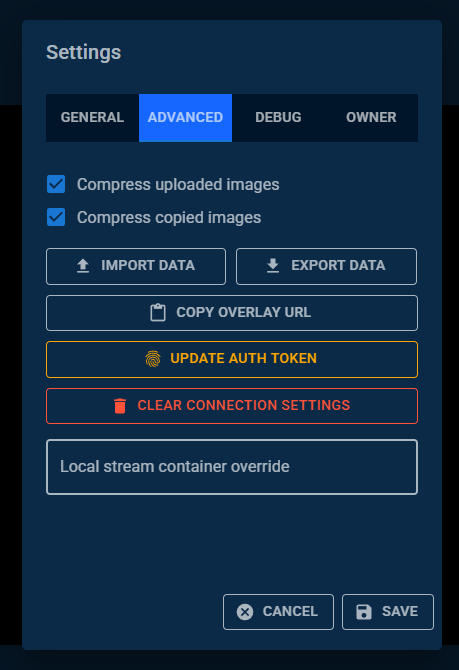 Settings
GENERAL ADVANCED DEBUG OWNER
Compress uploaded images
Compress copied images
IMPORT DATA EXPORT DATA
COPY OVERLAY URL
UPDATE AUTH TOKEN
CLEAR CONNECTION SETTINGS
Local stream container override
CANCEL SAVE